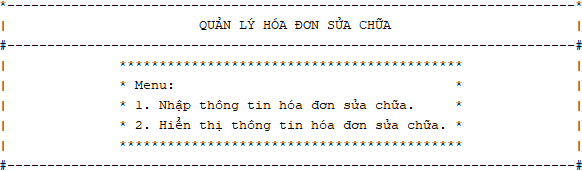 *-----------------------------------------------------------------------*
| QUẢN LÝ HÓA ĐƠN SỬA CHỮA |
#-----------------------------------------------------------------------#
| ******************************************* |
| * Menu: * |
| * 1. Nhập thông tin hóa đơn sửa chữa. * |
| * 2. Hiển thị thông tin hóa đơn sửa chữa. * |
| ******************************************* |
#-----------------------------------------------------------------------#